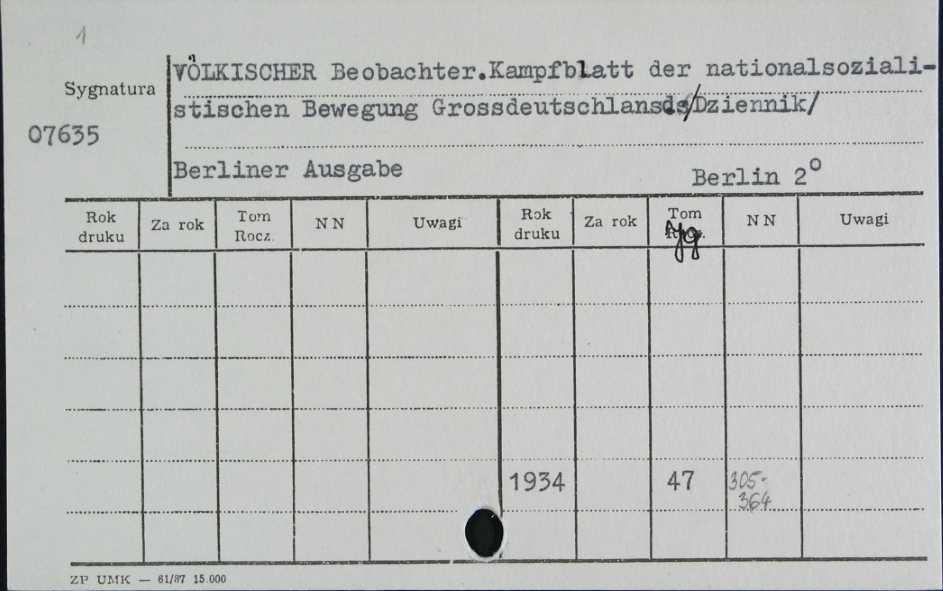 1
VÖLKISCHER Beobachter.Kampfblatt der nationalsoziali-
Sygnatura
stischen Bewegung Grossdeutschlansds/Dziennik/
07635
Berliner Ausgabe Berlin 2⁰
Rok druku Za rok Tom Rocz. NN Uwagi Rok druku Za rok Tom Jg NN Uwagi
1934 47 305-
364
ZP UMK — 61/87 15.000